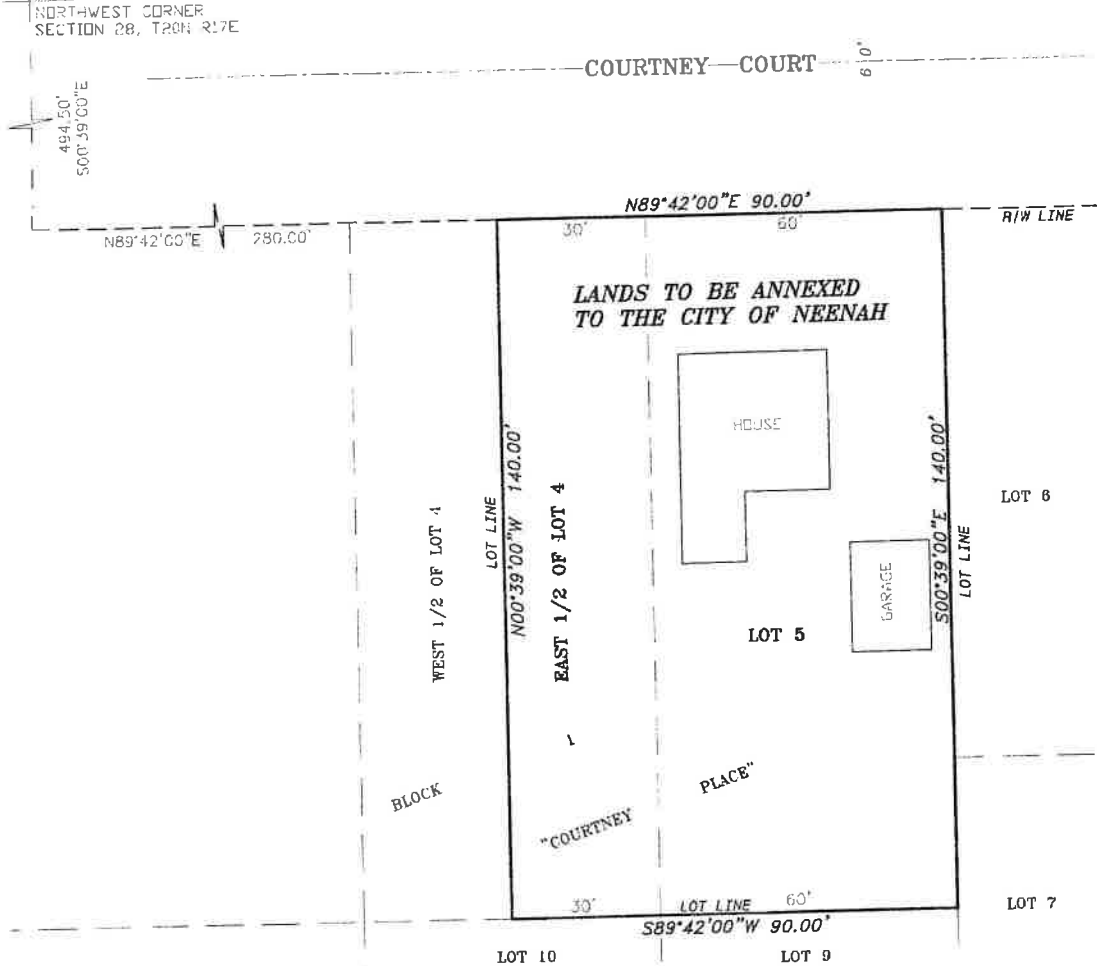 NORTHWEST CORNER
SECTION 28, T20N R17E
COURTNEY COURT
60'
494.50'
S00°39'00"E
N89°42'00"E 90.00'
R/W LINE
N89°42'00"E 280.00'
30'
60'
LANDS TO BE ANNEXED
TO THE CITY OF NEENAH
HOUSE
WEST 1/2 OF LOT 4
LOT LINE
N00°39'00"W 140.00'
EAST 1/2 OF LOT 4
S00°39'00"E 140.00'
LOT LINE
LOT 6
GARAGE
LOT 5
BLOCK
1
"COURTNEY
PLACE"
30'
LOT LINE
60'
S89°42'00"W 90.00'
LOT 7
LOT 10
LOT 9